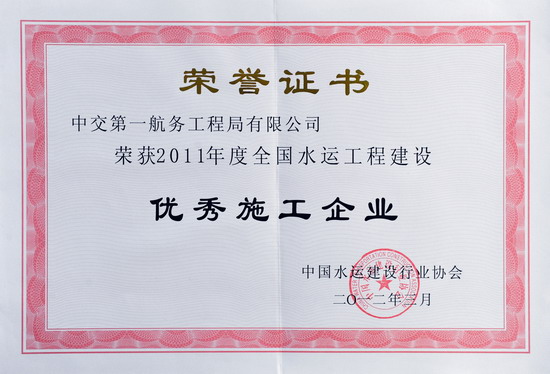 荣誉证书
中交第一航务工程局有限公司
荣获2011年度全国水运工程建设
优秀施工企业
中国水运建设行业协会
二〇一二年三月